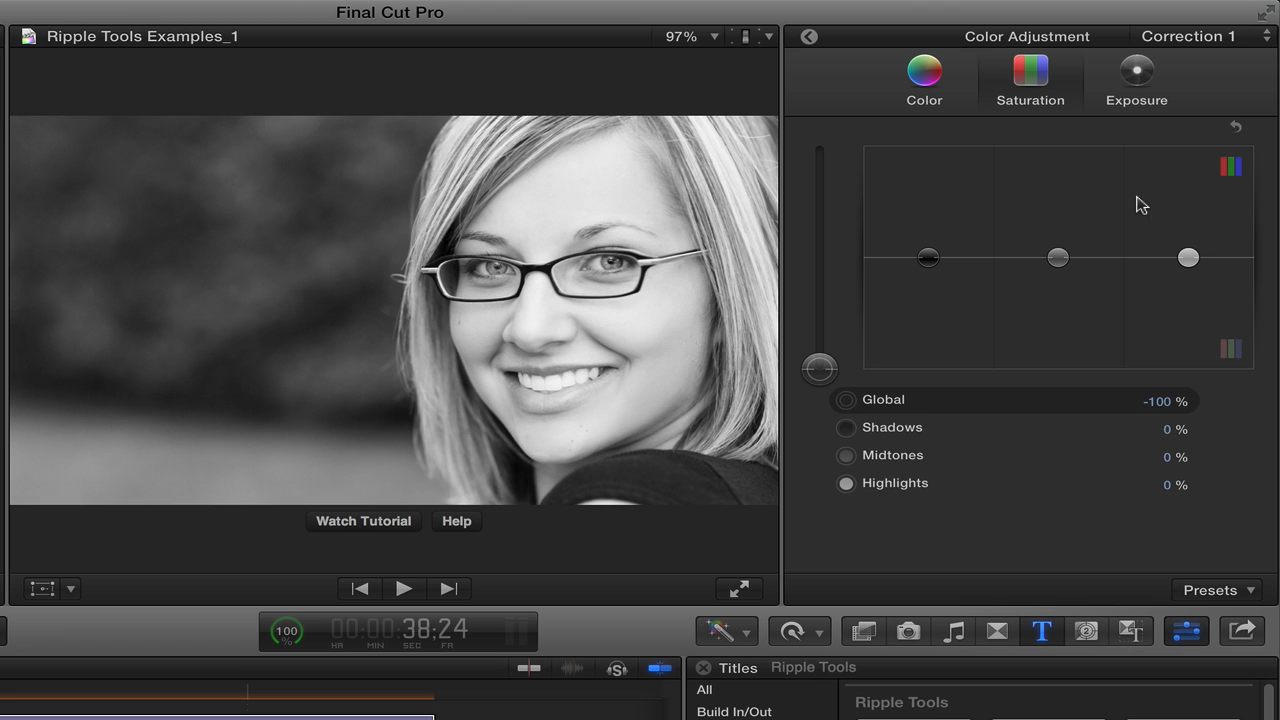 Final Cut Pro
Ripple Tools Examples_1
97%
Color Adjustment
Correction 1
Color
Saturation
Exposure
Global
-100 %
Shadows
0 %
Midtones
0 %
Highlights
0 %
Watch Tutorial
Help
Presets
100
%
00:00:38;24
HR MIN SEC FR
T
2
T
S
Titles
Ripple Tools
All
Build In/Out
Ripple Tools